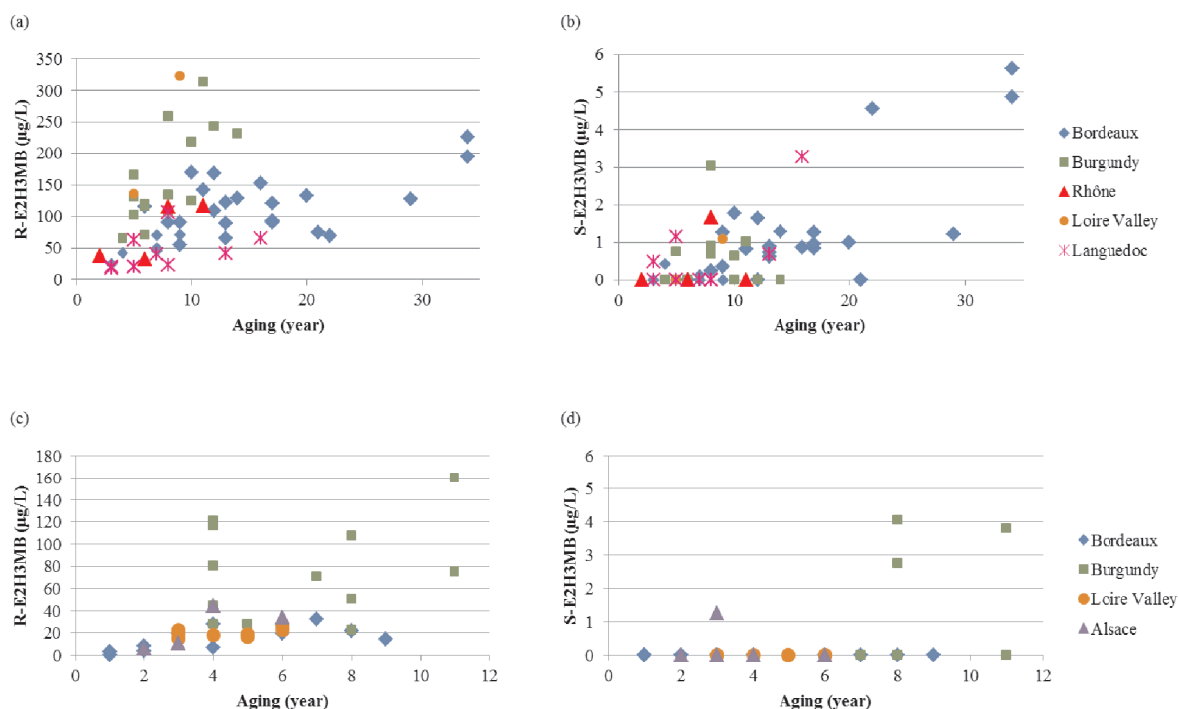 (a)
350
300
250
200
150
100
50
0
R-E2H3MB (µg/L)
0 10 20 30
Aging (year)
(b)
6
5
4
3
2
1
0
S-E2H3MB (µg/L)
0 10 20 30
Aging (year)
Bordeaux
Burgundy
Rhône
Loire Valley
Languedoc
(c)
180
160
140
120
100
80
60
40
20
0
R-E2H3MB (µg/L)
0 2 4 6 8 10 12
Aging (year)
(d)
6
5
4
3
2
1
0
S-E2H3MB (µg/L)
0 2 4 6 8 10 12
Aging (year)
Bordeaux
Burgundy
Loire Valley
Alsace